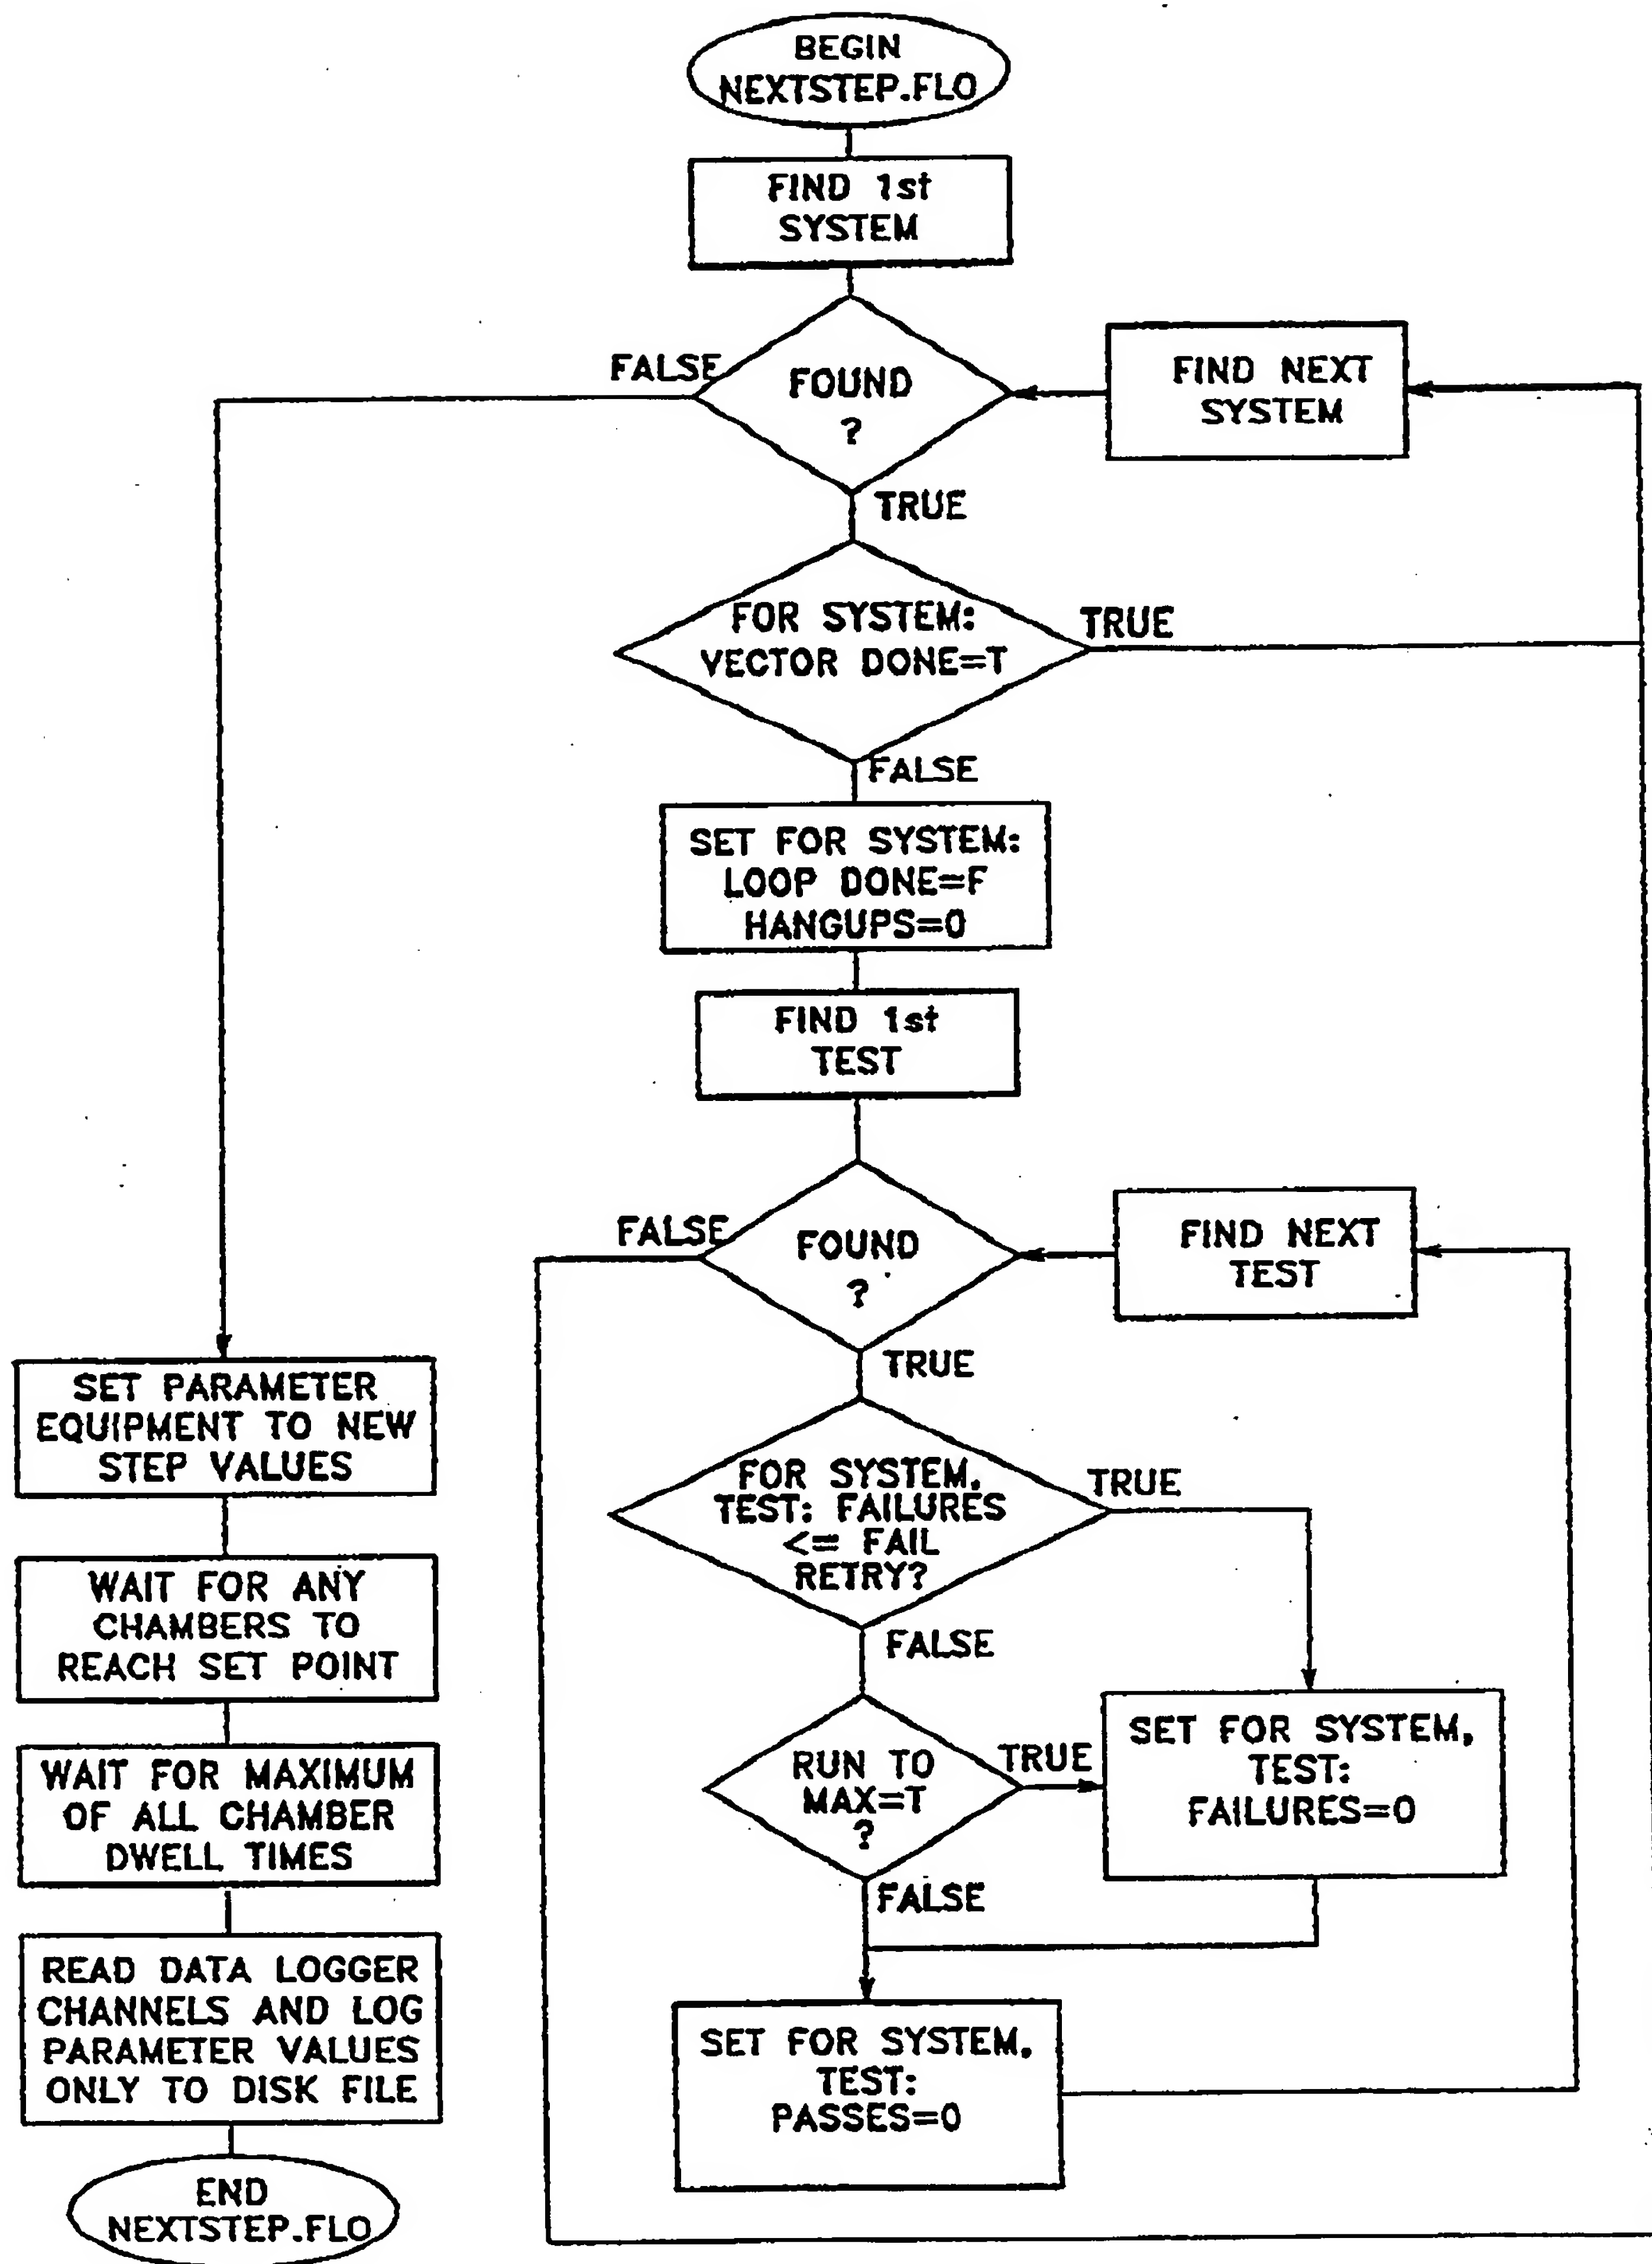 BEGIN
NEXTSTEP.FLO
FIND 1st
SYSTEM
FALSE
FOUND
?
FIND NEXT
SYSTEM
TRUE
FOR SYSTEM:
VECTOR DONE=T
TRUE
FALSE
SET FOR SYSTEM:
LOOP DONE=F
HANGUPS=0
FIND 1st
TEST
FALSE
FOUND
?
FIND NEXT
TEST
TRUE
FOR SYSTEM,
TEST: FAILURES
<= FAIL
RETRY?
TRUE
FALSE
RUN TO
MAX=T
?
TRUE
SET FOR SYSTEM,
TEST:
FAILURES=0
FALSE
SET FOR SYSTEM,
TEST:
PASSES=0
SET PARAMETER
EQUIPMENT TO NEW
STEP VALUES
WAIT FOR ANY
CHAMBERS TO
REACH SET POINT
WAIT FOR MAXIMUM
OF ALL CHAMBER
DWELL TIMES
READ DATA LOGGER
CHANNELS AND LOG
PARAMETER VALUES
ONLY TO DISK FILE
END
NEXTSTEP.FLO